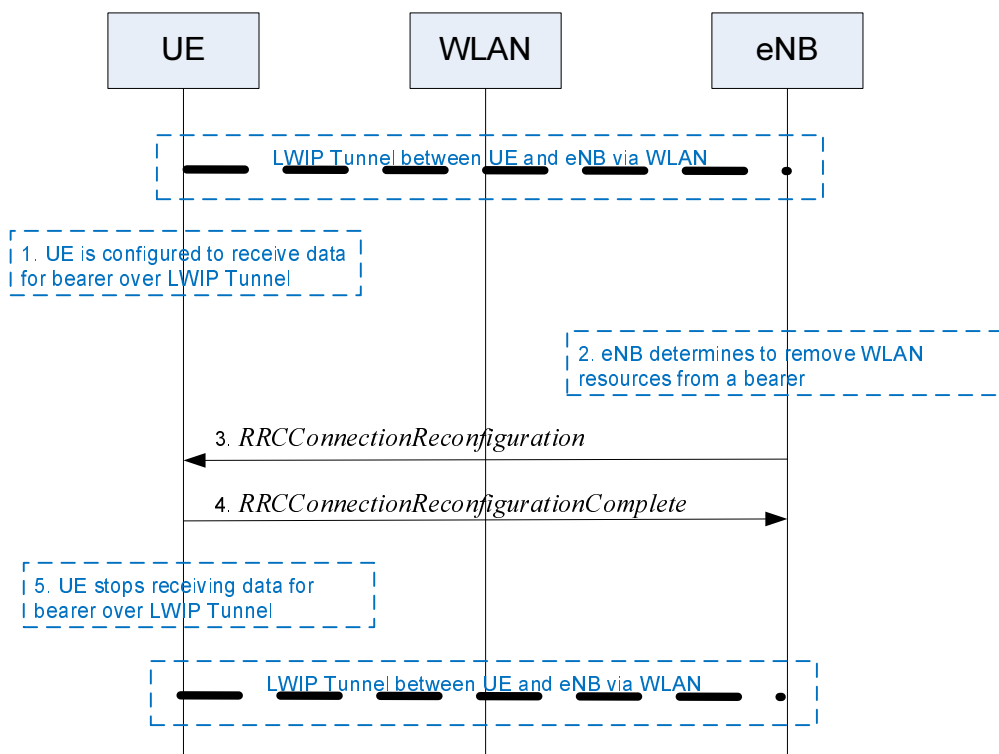 UE
WLAN
eNB
LWIP Tunnel between UE and eNB via WLAN
1. UE is configured to receive data
for bearer over LWIP Tunnel
2. eNB determines to remove WLAN
resources from a bearer
3. RRCConnectionReconfiguration
4. RRCConnectionReconfigurationComplete
5. UE stops receiving data for
bearer over LWIP Tunnel
LWIP Tunnel between UE and eNB via WLAN